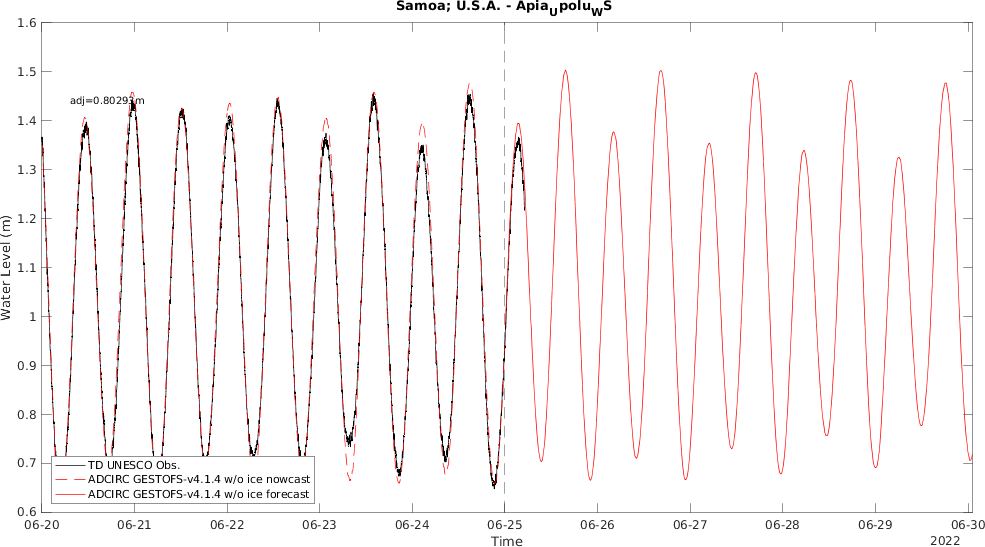 Samoa; U.S.A. - ApiaUpoluWS
1.6
1.5
1.4
1.3
1.2
1.1
1
0.9
0.8
0.7
0.6
Water Level (m)
adj=0.80293m
TD UNESCO Obs.
ADCIRC GESTOFS-v4.1.4 w/o ice nowcast
ADCIRC GESTOFS-v4.1.4 w/o ice forecast
06-20 06-21 06-22 06-23 06-24 06-25 06-26 06-27 06-28 06-29 06-30
Time
2022